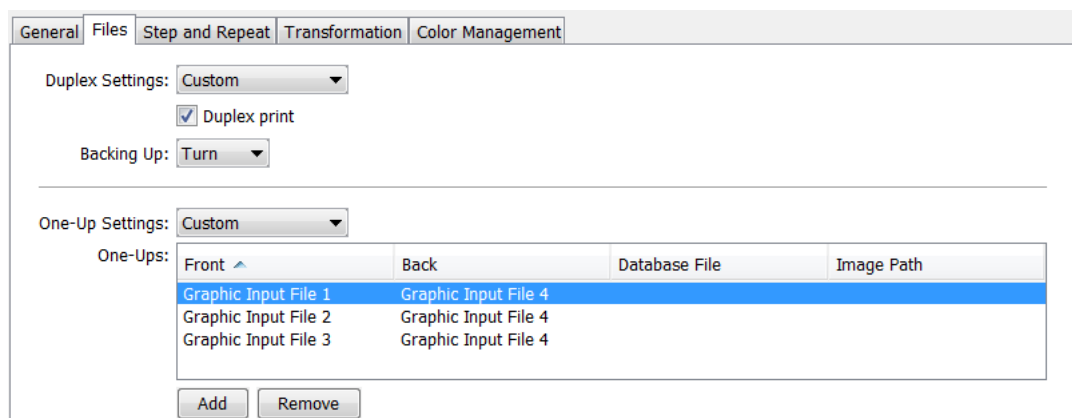 General Files Step and Repeat Transformation Color Management
Duplex Settings: Custom
Duplex print
Backing Up: Turn
One-Up Settings: Custom
One-Ups: Front Back Database File Image Path
Graphic Input File 1 Graphic Input File 4
Graphic Input File 2 Graphic Input File 4
Graphic Input File 3 Graphic Input File 4
Add Remove